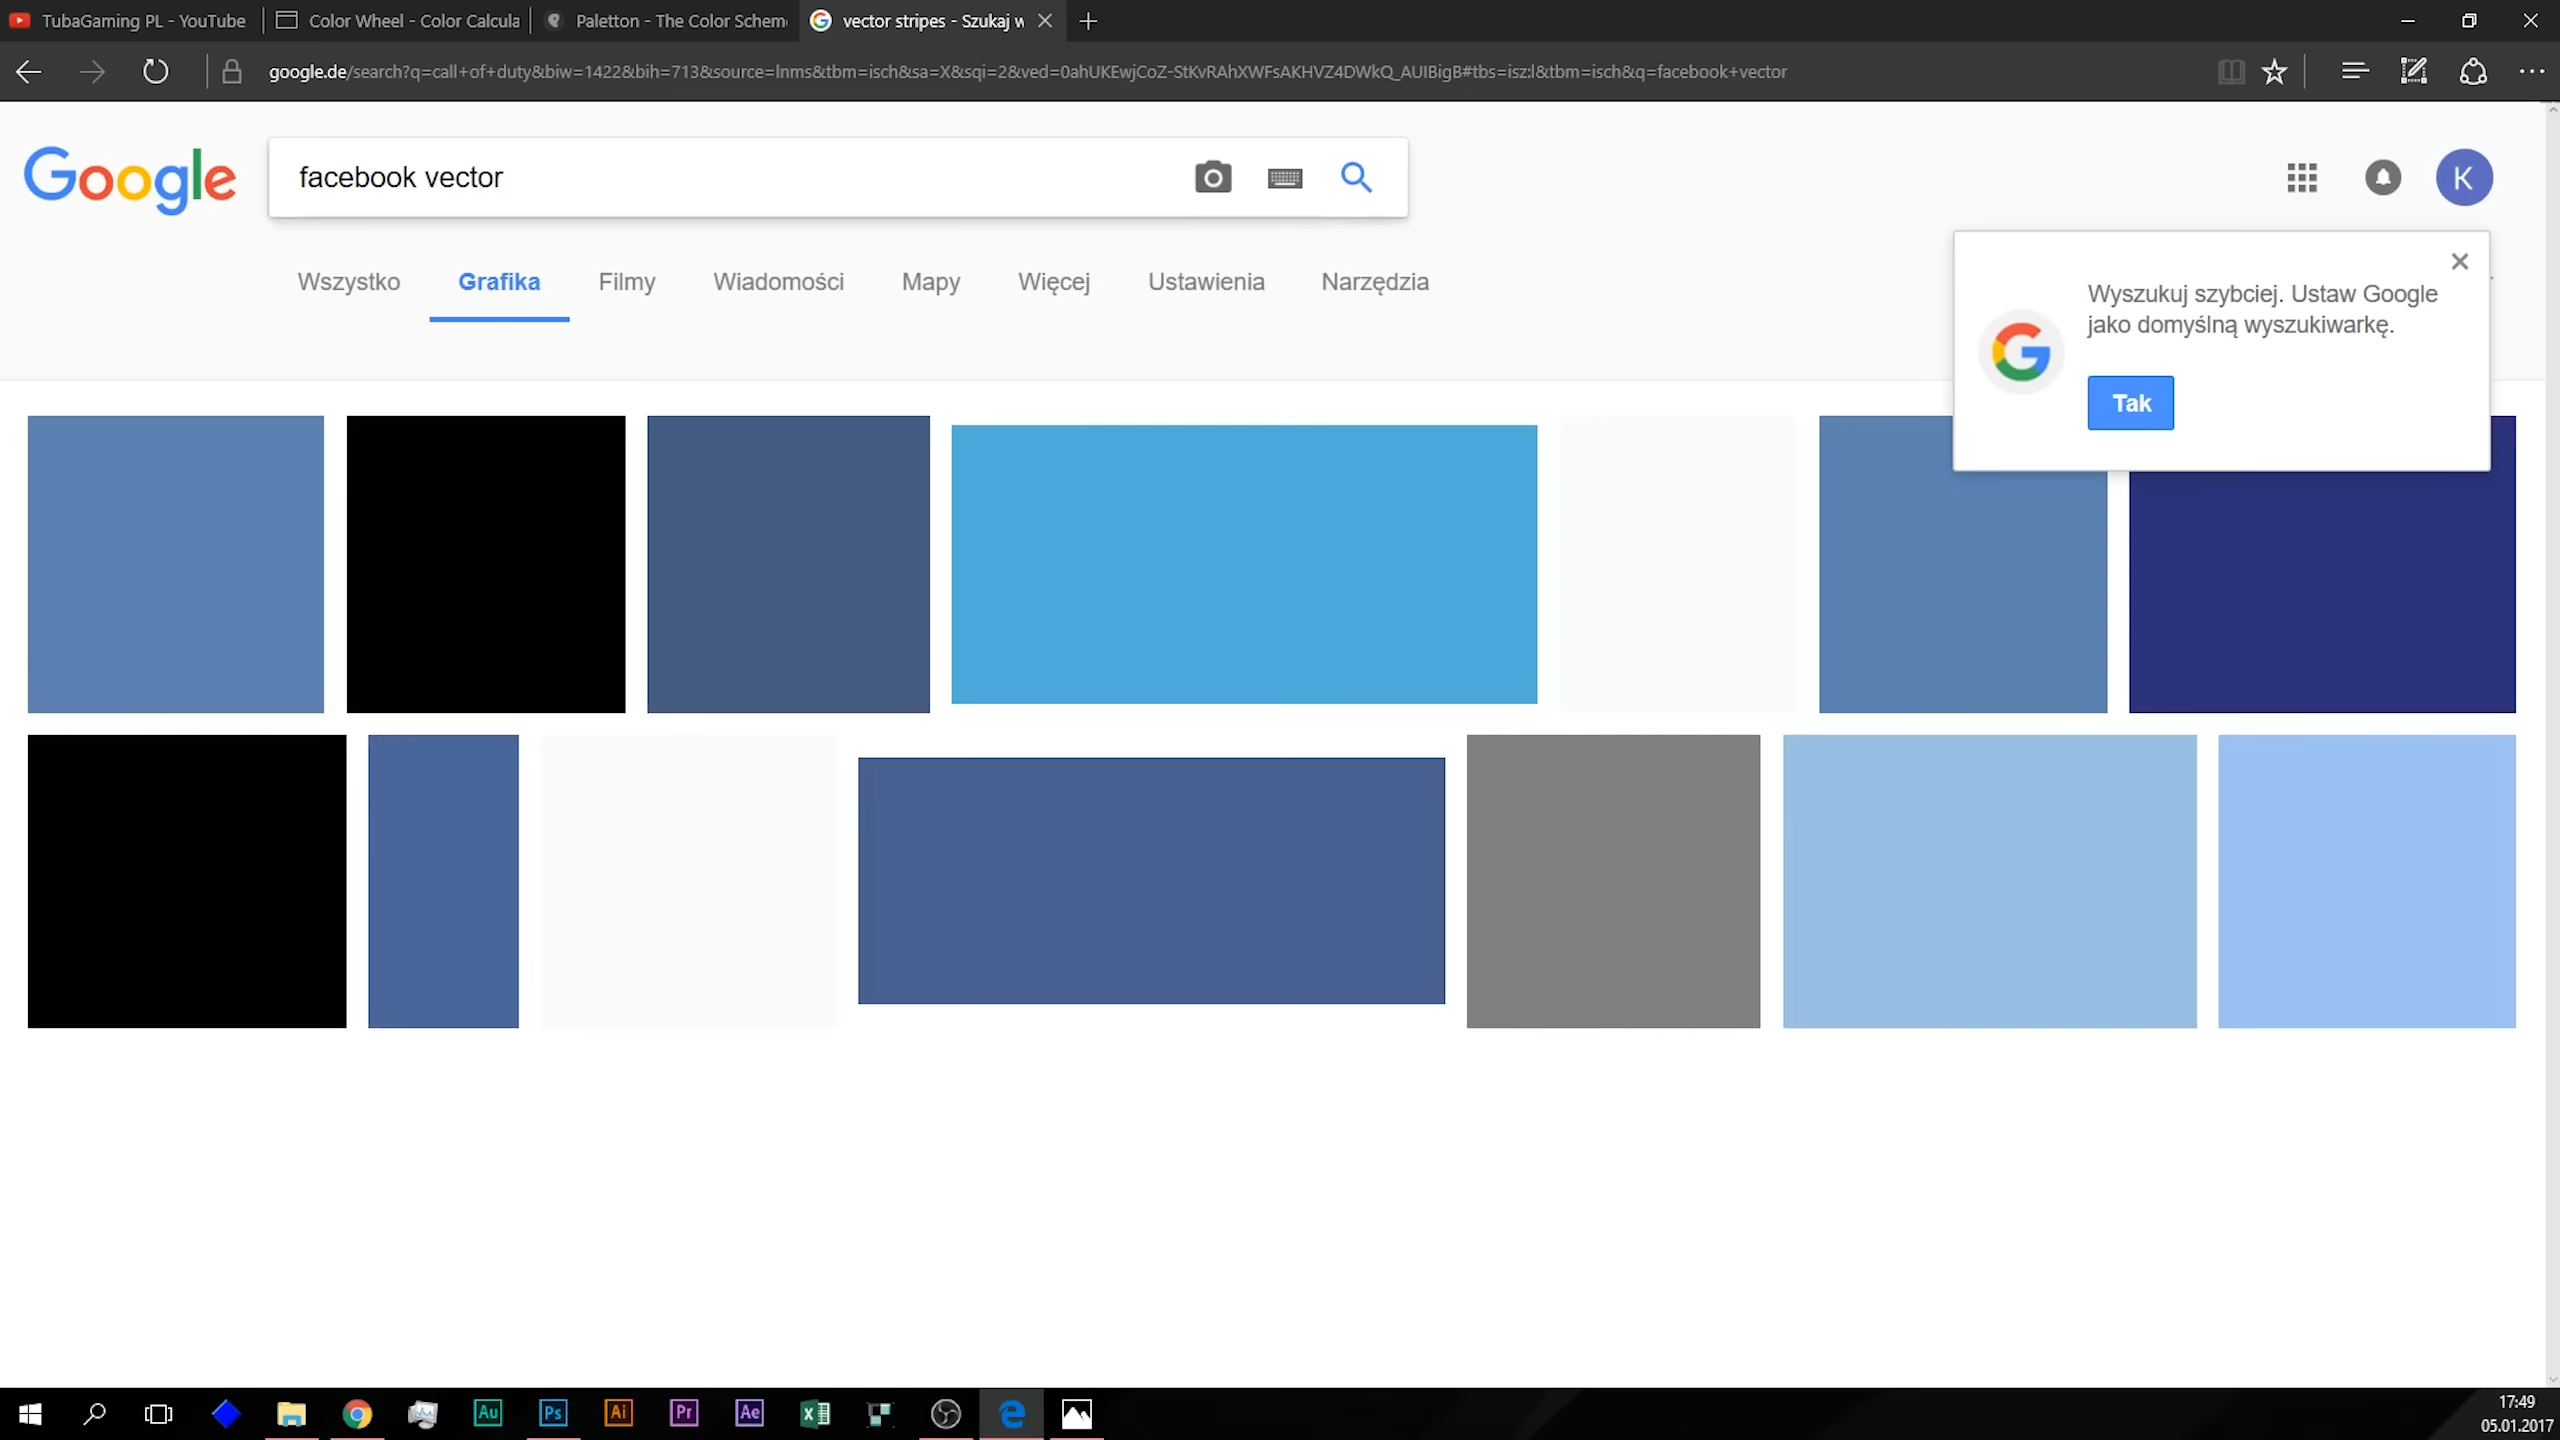 TubaGaming PL - YouTube
Color Wheel - Color Calcula
Paletton - The Color Schem
vector stripes - Szukaj w
google.de/search?q=call+of+duty&biw=1422&bih=713&source=lnms&tbm=isch&sa=X&sqi=2&ved=0ahUKEwjCoZ-StKvRAhXWFsAKHVZ4DWkQ_AUIBigB#tbs=isz:l&tbm=isch&q=facebook+vector
Google
facebook vector
K
Wszystko Grafika Filmy Wiadomości Mapy Więcej Ustawienia Narzędzia
Wyszukuj szybciej. Ustaw Google
jako domyślną wyszukiwarkę.
Tak
Au Ps Ai Pr Ae
17:49
05.01.2017